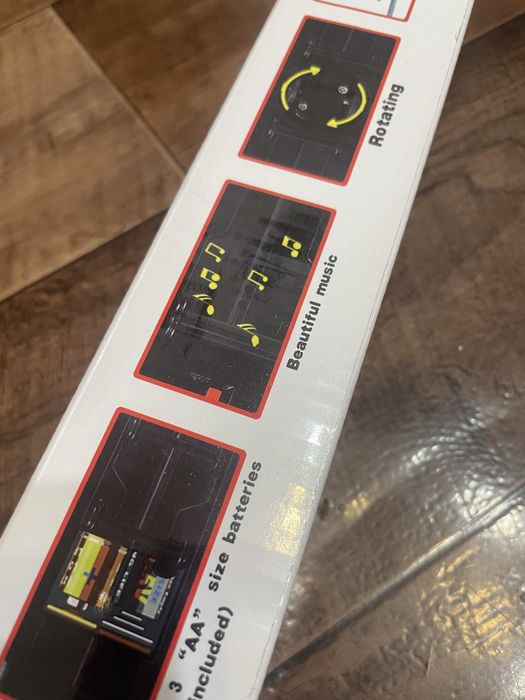 Rotating
Beautiful music
3 "AA" size batteries
included)